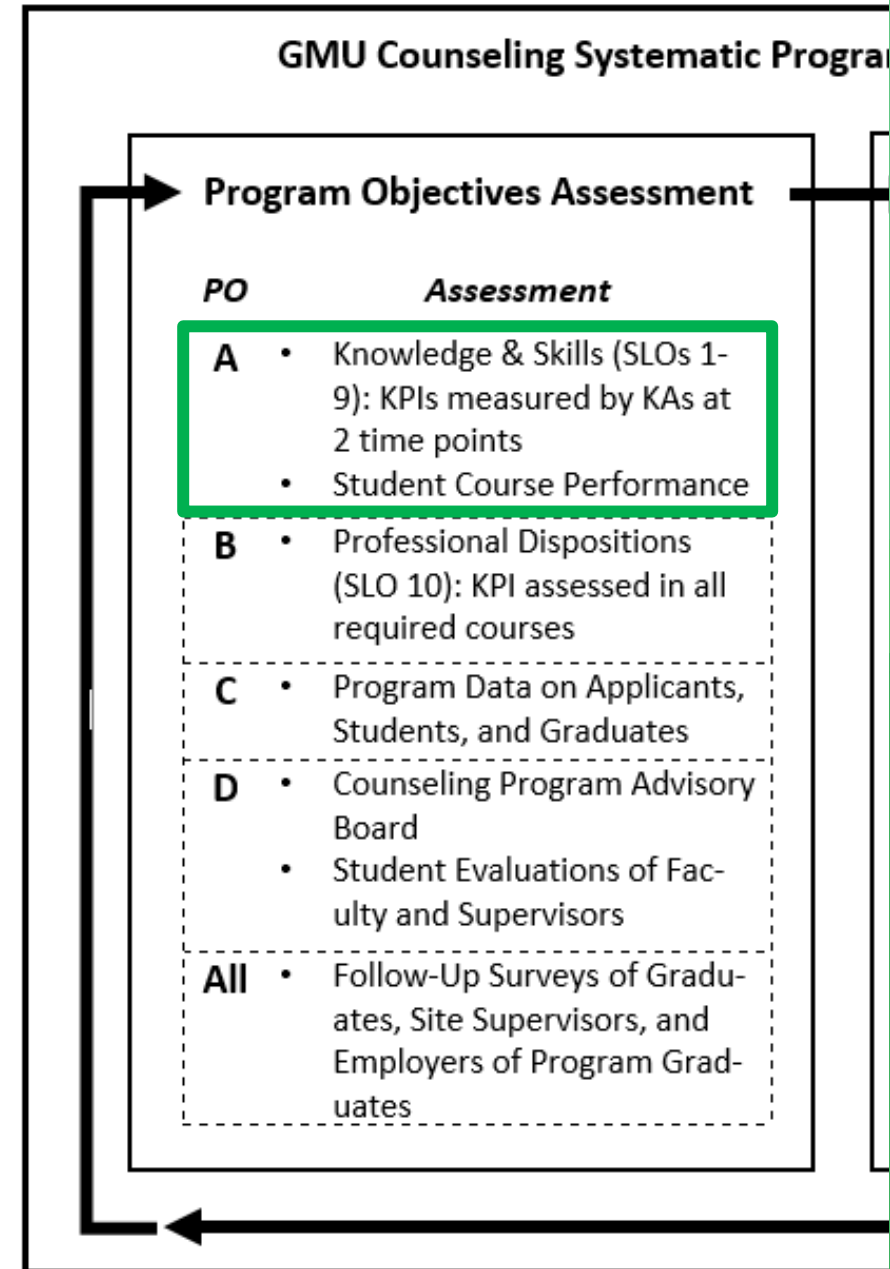 GMU Counseling Systematic
Program Objectives Assessment
PO Assessment
A • Knowledge & Skills (SLOs 1-
9): KPIs measured by KAs at
2 time points
• Student Course Performance
B • Professional Dispositions
(SLO 10): KPI assessed in all
required courses
C • Program Data on Applicants,
Students, and Graduates
D • Counseling Program Advisory
Board
• Student Evaluations of Fac-
ulty and Supervisors
All • Follow-Up Surveys of Gradu-
ates, Site Supervisors, and
Employers of Program Grad-
uates